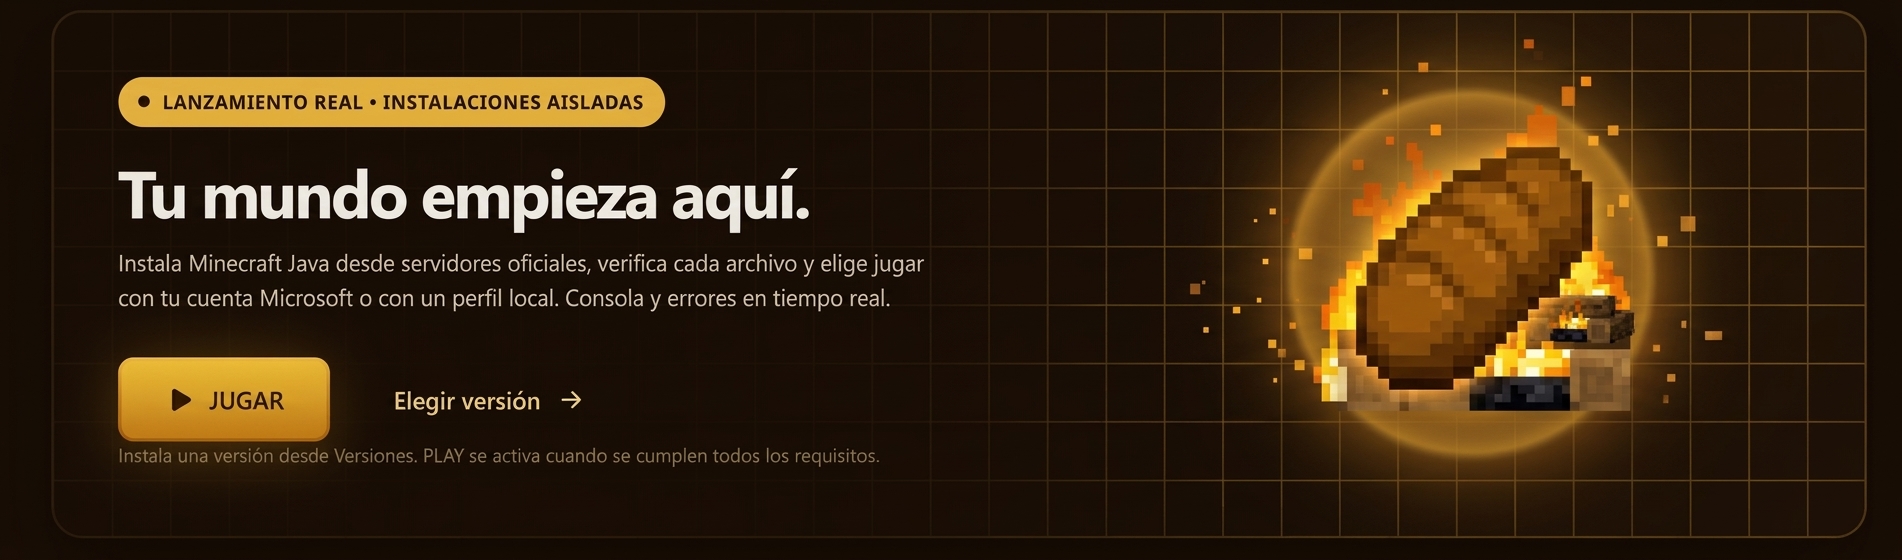 LANZAMIENTO REAL • INSTALACIONES AISLADAS
Tu mundo empieza aquí.
Instala Minecraft Java desde servidores oficiales, verifica cada archivo y elige jugar
con tu cuenta Microsoft o con un perfil local. Consola y errores en tiempo real.
JUGAR
Elegir versión →
Instala una versión desde Versiones. PLAY se activa cuando se cumplen todos los requisitos.